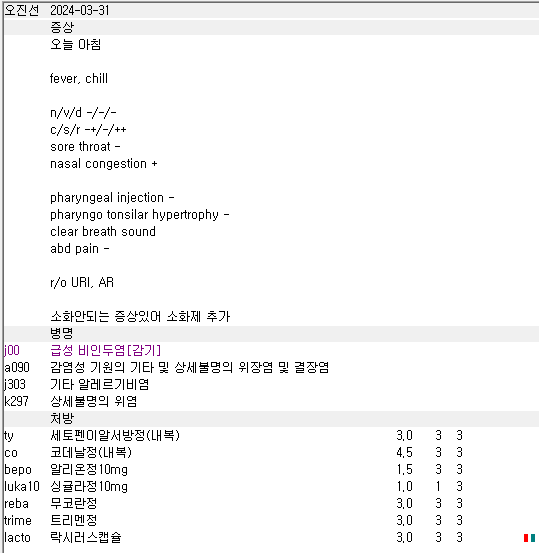 오진선 2024-03-31
증상
오늘 아침
fever, chill
n/v/d -/-/-
c/s/r -+/-/++
sore throat -
nasal congestion +
pharyngeal injection -
pharyngo tonsilar hypertrophy -
clear breath sound
abd pain -
r/o URI, AR
소화안되는 증상있어 소화제 추가
병명
j00 급성 비인두염[감기]
a090 감염성 기원의 기타 및 상세불명의 위장염 및 결장염
j303 기타 알레르기비염
k297 상세불명의 위염
처방
ty 세토펜이알서방정(내복) 3.0 3 3
co 코데날정(내복) 4.5 3 3
bepo 알리온정10mg 1.5 3 3
luka10 싱귤라정10mg 1.0 1 3
reba 무코란정 3.0 3 3
trime 트리멘정 3.0 3 3
lacto 락시러스캡슐 3.0 3 3